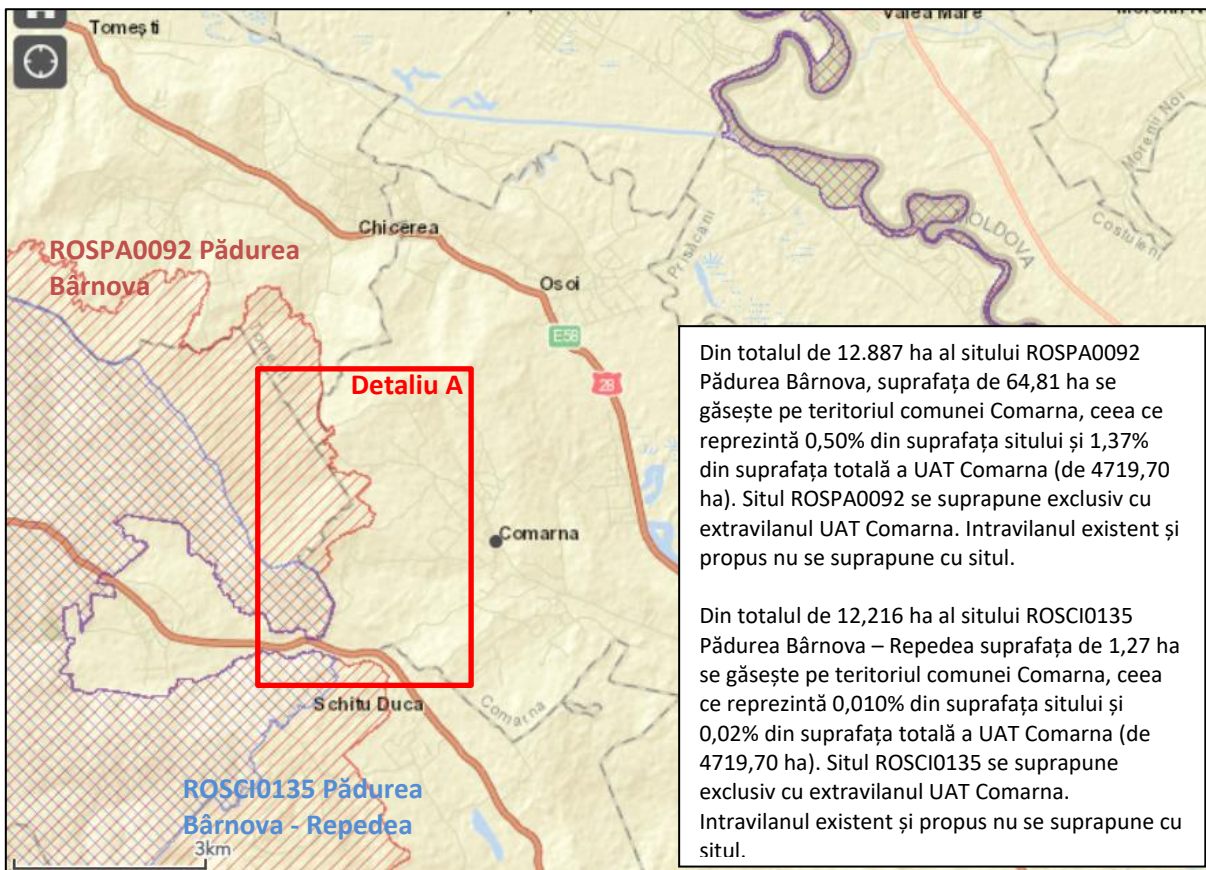 Tomești
Valea Mare
Morenii Noi
Chicerea
Prisăcani
MOLDOVA
Costuleni
ROSPA0092 Pădurea
Bârnova
Osoi
E58
Tomești
Detaliu A
28
Comarna
Schitu Duca
Comarna
ROSCI0135 Pădurea
Bârnova - Repedea
3km
Din totalul de 12.887 ha al sitului ROSPA0092
Pădurea Bârnova, suprafața de 64,81 ha se
găsește pe teritoriul comunei Comarna, ceea ce
reprezintă 0,50% din suprafața sitului și 1,37%
din suprafața totală a UAT Comarna (de 4719,70
ha). Situl ROSPA0092 se suprapune exclusiv cu
extravilanul UAT Comarna. Intravilanul existent și
propus nu se suprapune cu situl.
Din totalul de 12,216 ha al sitului ROSCI0135
Pădurea Bârnova – Repedea suprafața de 1,27 ha
se găsește pe teritoriul comunei Comarna, ceea
ce reprezintă 0,010% din suprafața sitului și
0,02% din suprafața totală a UAT Comarna (de
4719,70 ha). Situl ROSCI0135 se suprapune
exclusiv cu extravilanul UAT Comarna.
Intravilanul existent și propus nu se suprapune cu
situl.